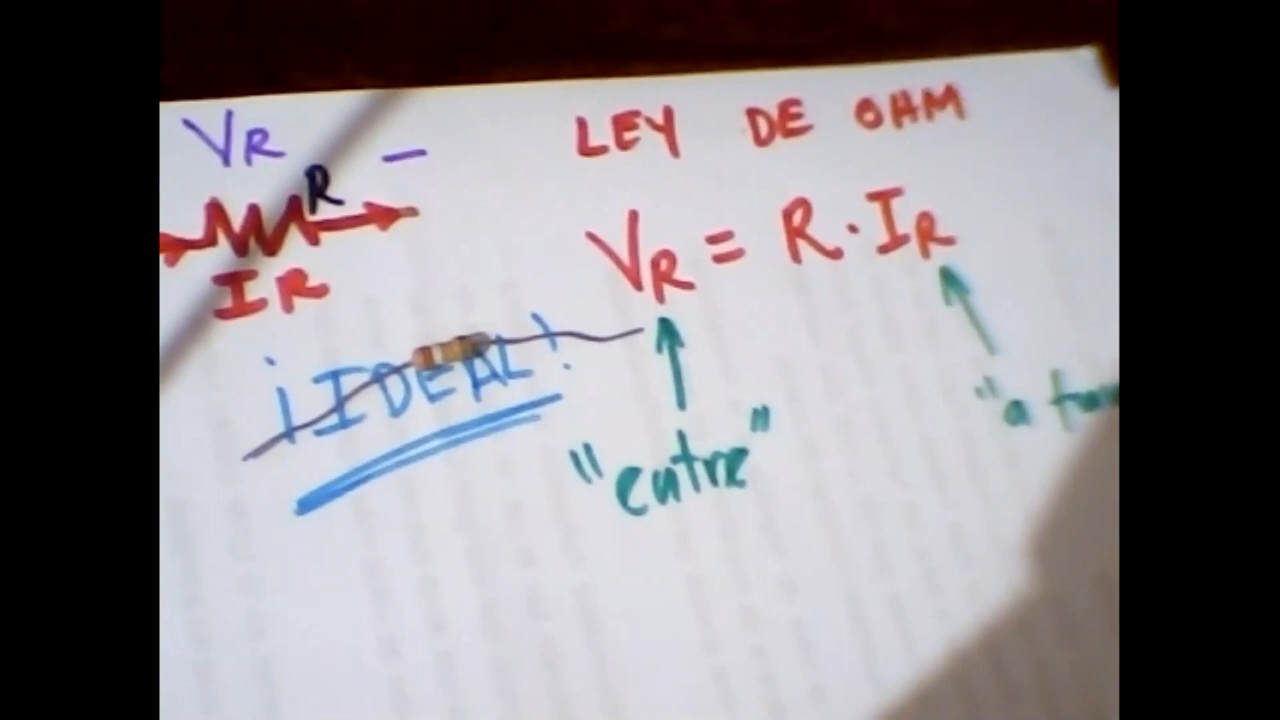 VR −
R
IR
LEY DE OHM
VR = R·IR
¡IDEAL!
"entre"
"a